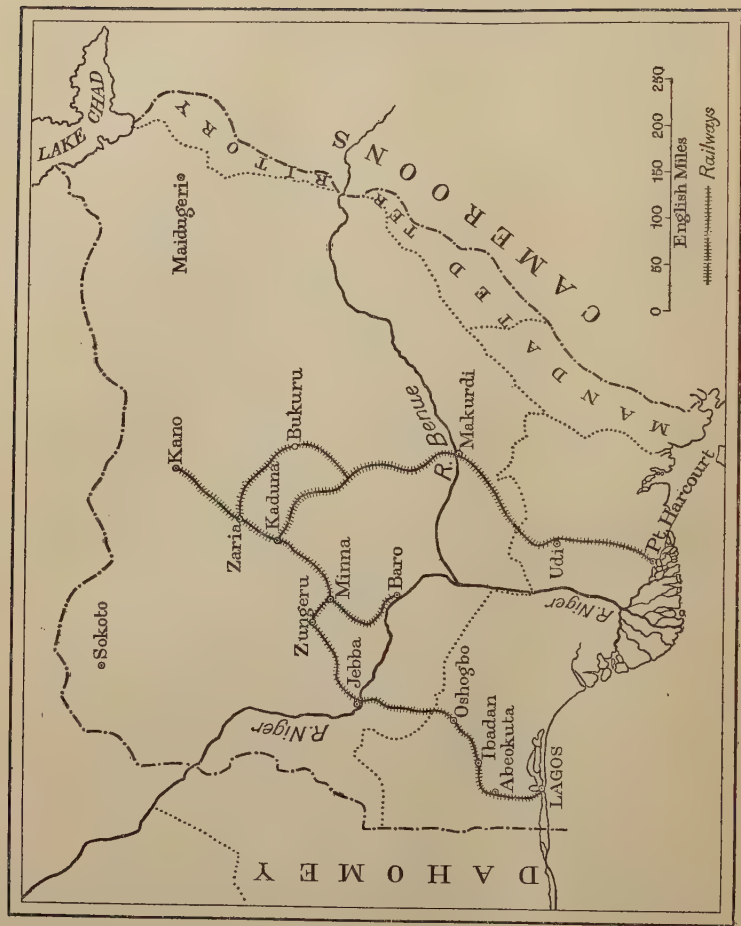 LAKE CHAD
Maidugeri
Sokoto
Kano
Zaria
Bukuru
Kaduna
Zungeru
Minna
Baro
Jebba
R. Niger
R. Benue
Makurdi
Oshogbo
Ibadan
Abeokuta
LAGOS
Udi
R. Niger
Pt. Harcourt
DAHOMEY
MANDATED TERRITORY
CAMEROONS
0 50 100 150 200 250
English Miles
Railways